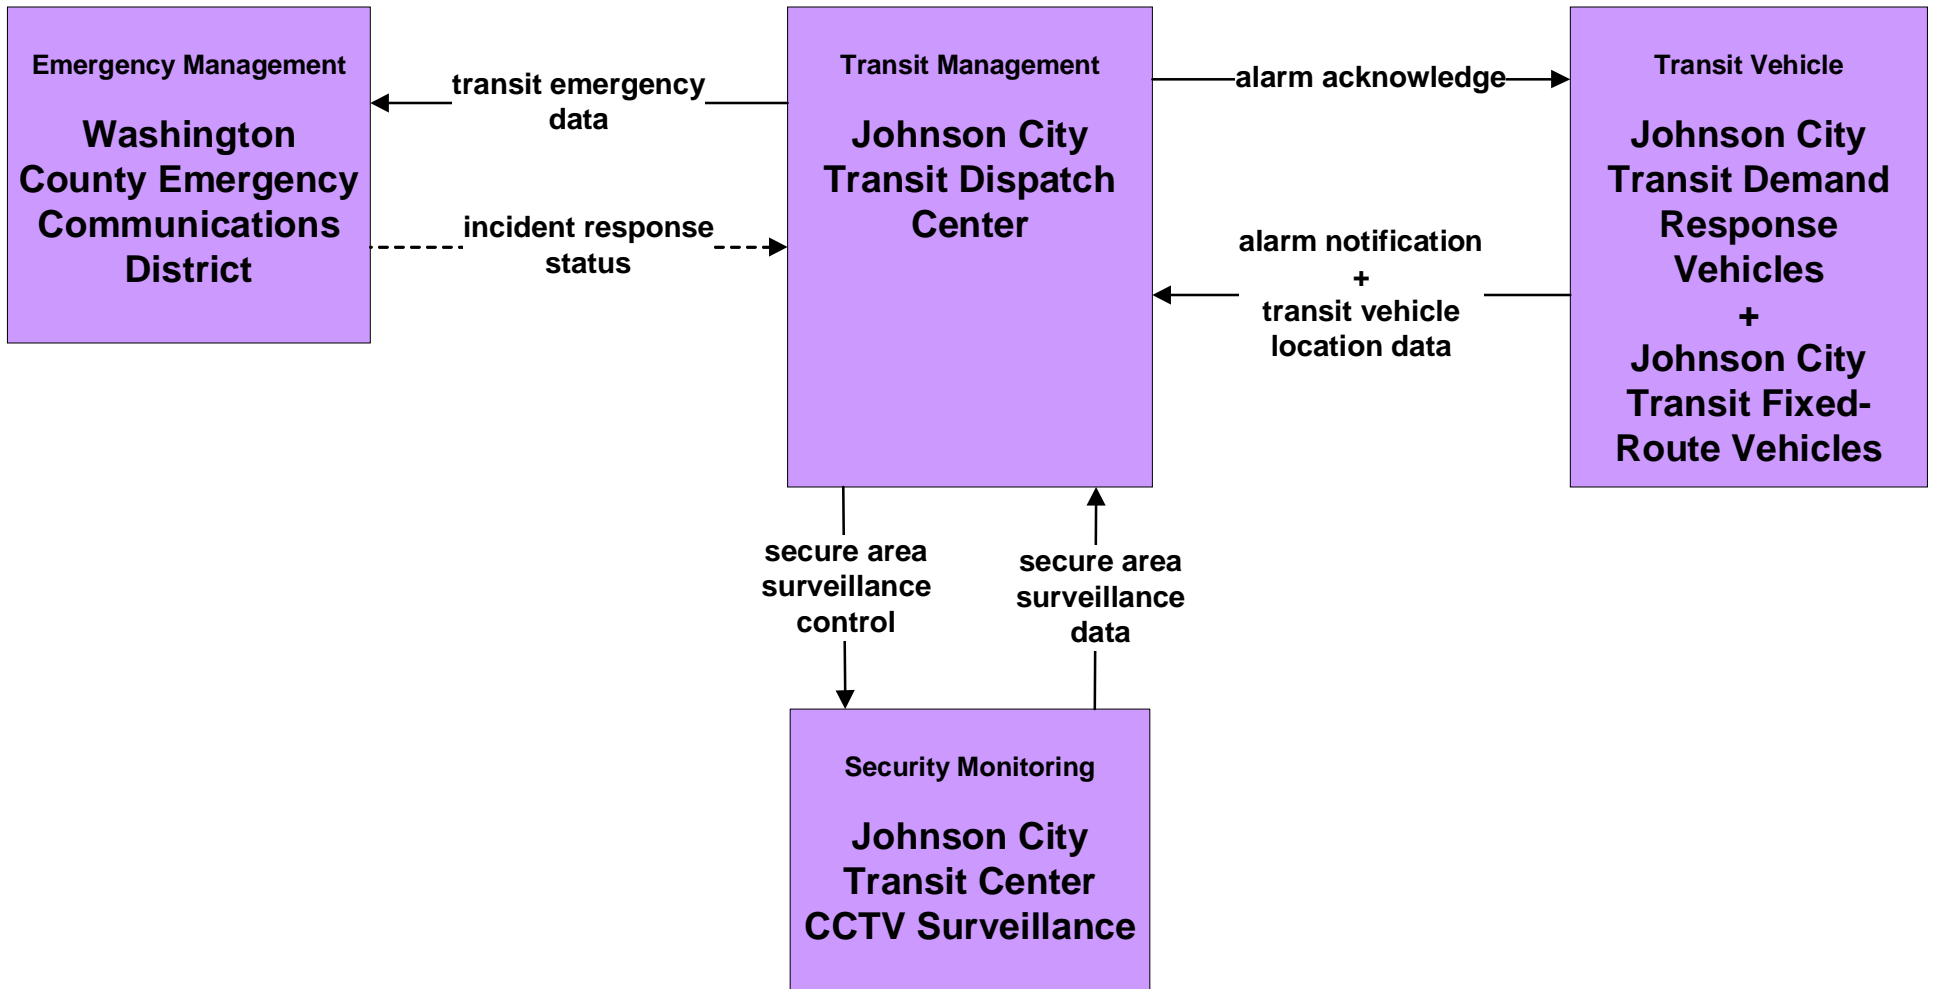 Emergency Management
Washington
County Emergency
Communications
District
transit emergency
data
incident response
status
Transit Management
Johnson City
Transit Dispatch
Center
alarm acknowledge
alarm notification
+
transit vehicle
location data
Transit Vehicle
Johnson City
Transit Demand
Response
Vehicles
+
Johnson City
Transit Fixed-
Route Vehicles
secure area
surveillance
control
secure area
surveillance
data
Security Monitoring
Johnson City
Transit Center
CCTV Surveillance